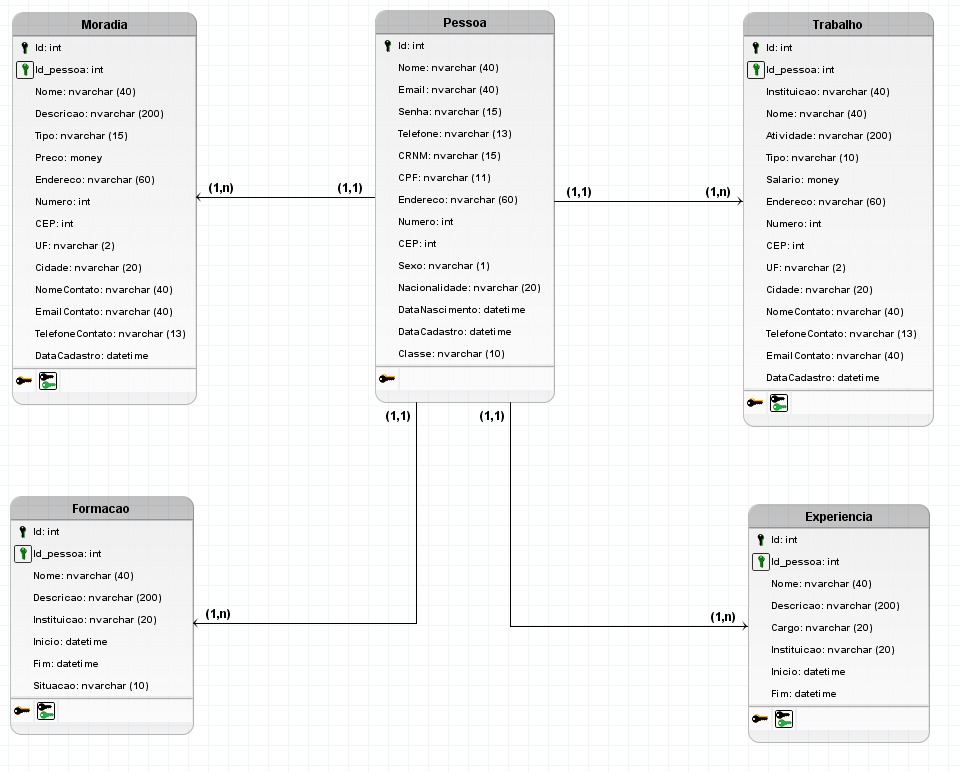 Moradia
Id: int
Id_pessoa: int
Nome: nvarchar (40)
Descricao: nvarchar (200)
Tipo: nvarchar (15)
Preco: money
Endereco: nvarchar (60)
Numero: int
CEP: int
UF: nvarchar (2)
Cidade: nvarchar (20)
NomeContato: nvarchar (40)
EmailContato: nvarchar (40)
TelefoneContato: nvarchar (13)
DataCadastro: datetime
(1,n)
(1,1)
Pessoa
Id: int
Nome: nvarchar (40)
Email: nvarchar (40)
Senha: nvarchar (15)
Telefone: nvarchar (13)
CRNM: nvarchar (15)
CPF: nvarchar (11)
Endereco: nvarchar (60)
Numero: int
CEP: int
Sexo: nvarchar (1)
Nacionalidade: nvarchar (20)
DataNascimento: datetime
DataCadastro: datetime
Classe: nvarchar (10)
(1,1)
(1,n)
Trabalho
Id: int
Id_pessoa: int
Instituicao: nvarchar (40)
Nome: nvarchar (40)
Atividade: nvarchar (200)
Tipo: nvarchar (10)
Salario: money
Endereco: nvarchar (60)
Numero: int
CEP: int
UF: nvarchar (2)
Cidade: nvarchar (20)
NomeContato: nvarchar (40)
TelefoneContato: nvarchar (13)
EmailContato: nvarchar (40)
DataCadastro: datetime
(1,1)
(1,1)
Formacao
Id: int
Id_pessoa: int
Nome: nvarchar (40)
Descricao: nvarchar (200)
Instituicao: nvarchar (20)
Inicio: datetime
Fim: datetime
Situacao: nvarchar (10)
(1,n)
(1,n)
Experiencia
Id: int
Id_pessoa: int
Nome: nvarchar (40)
Descricao: nvarchar (200)
Cargo: nvarchar (20)
Instituicao: nvarchar (20)
Inicio: datetime
Fim: datetime